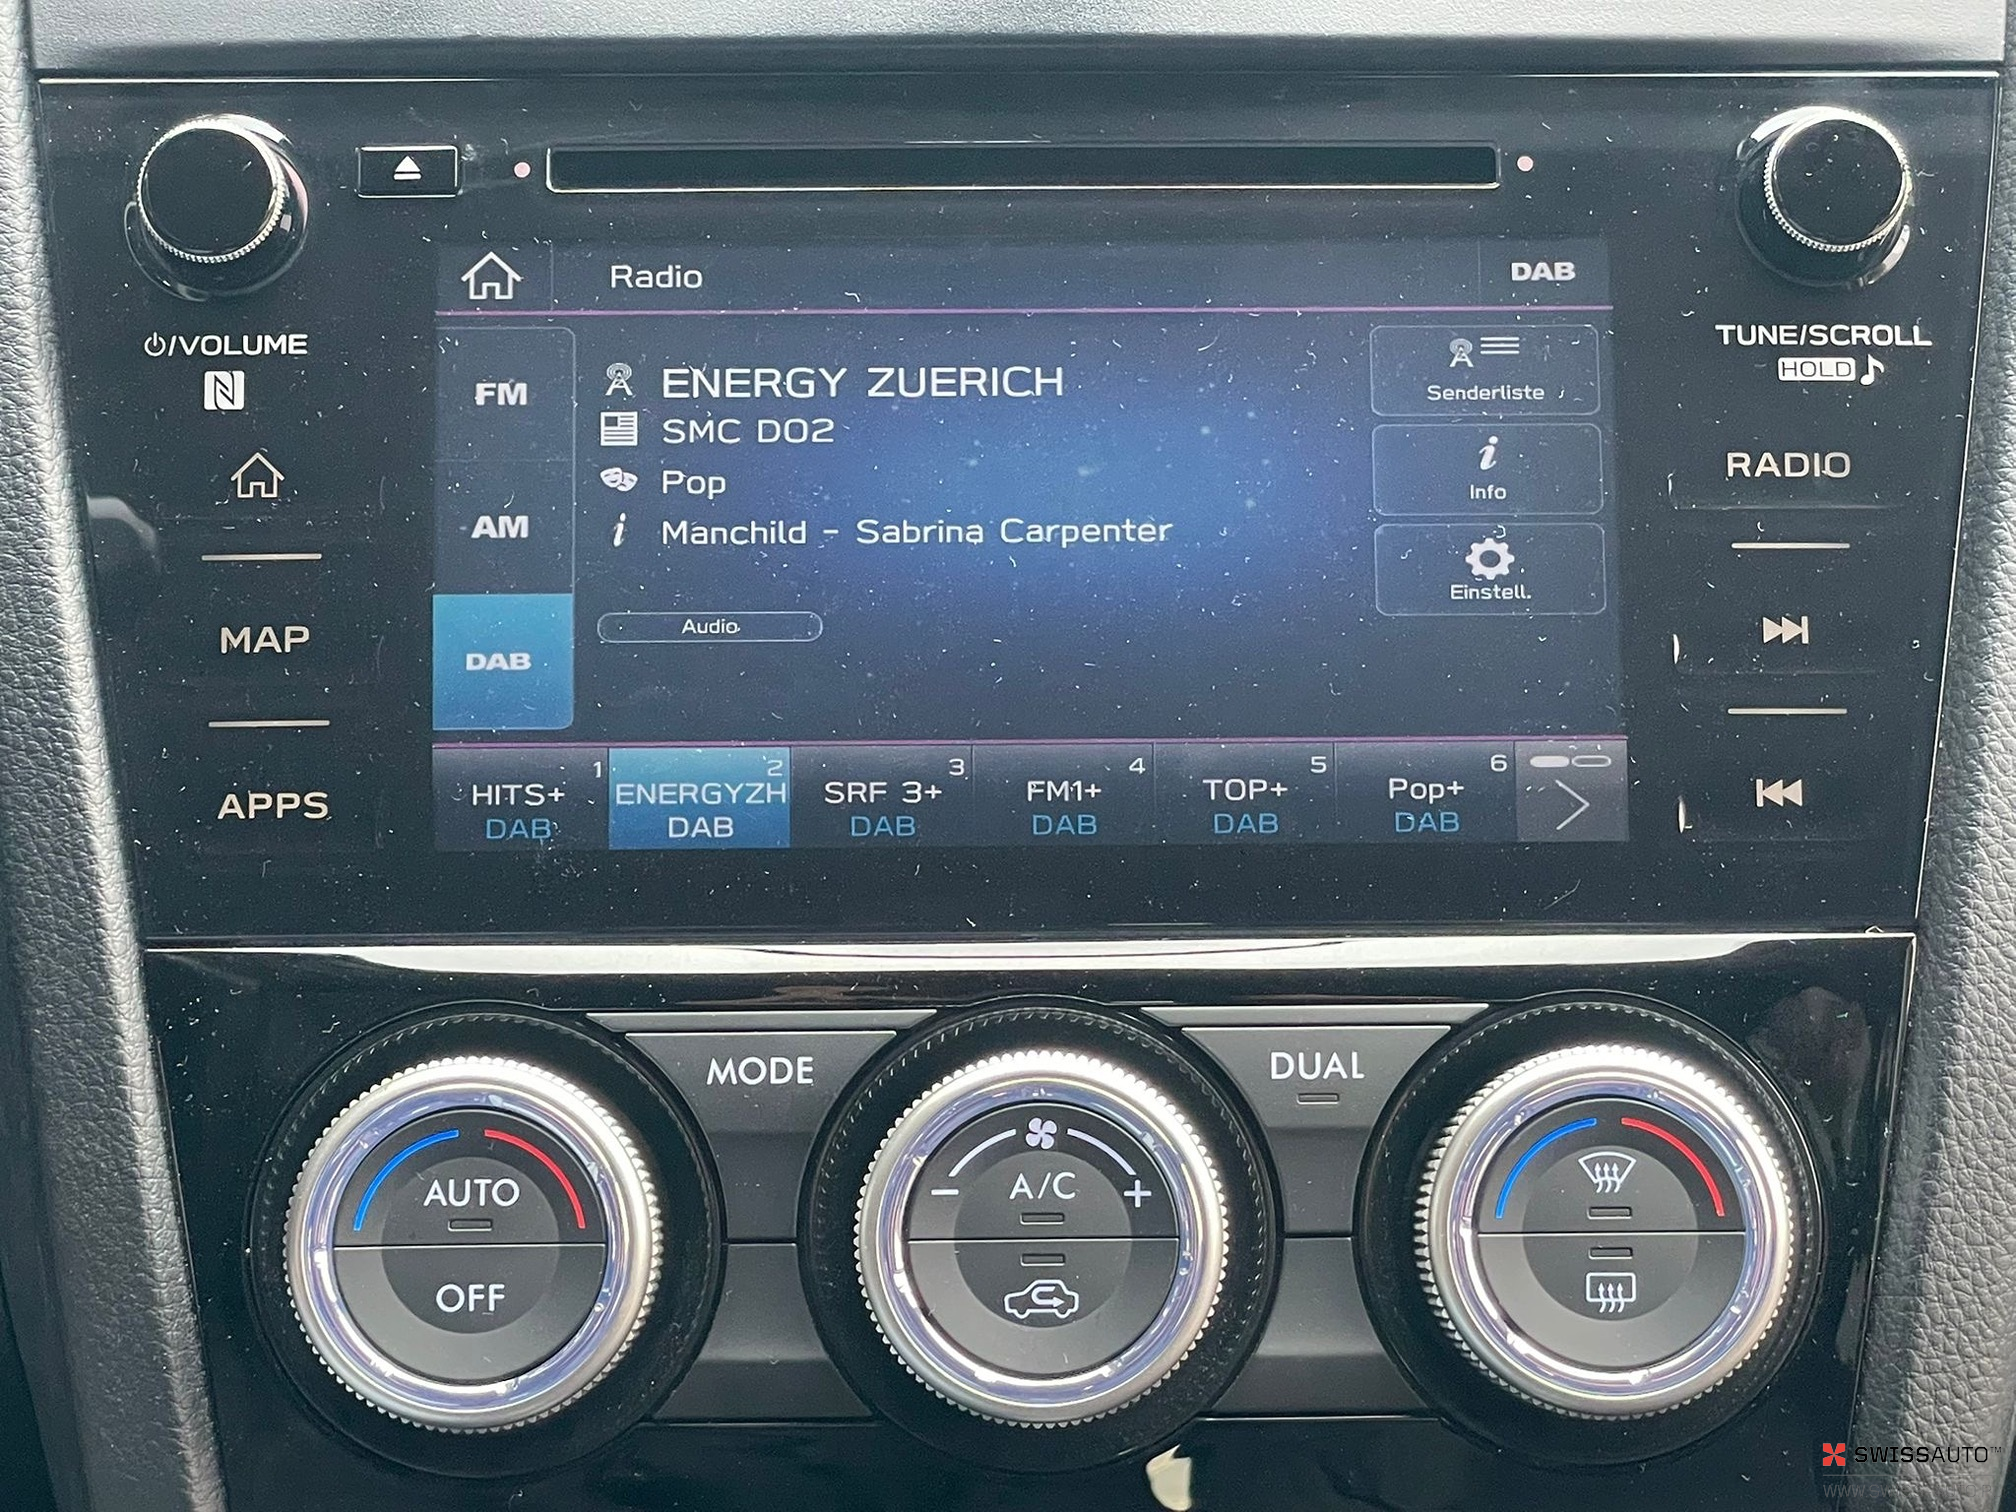 Radio
DAB
⏻/VOLUME
TUNE/SCROLL
HOLD
FM
AM
DAB
ENERGY ZUERICH
SMC D02
Pop
Manchild - Sabrina Carpenter
Audio
Senderliste
Info
Einstell.
RADIO
MAP
APPS
1
HITS+
DAB
2
ENERGYZH
DAB
3
SRF 3+
DAB
4
FM1+
DAB
5
TOP+
DAB
6
Pop+
DAB
MODE
DUAL
AUTO
OFF
− A/C +
SWISSAUTO™